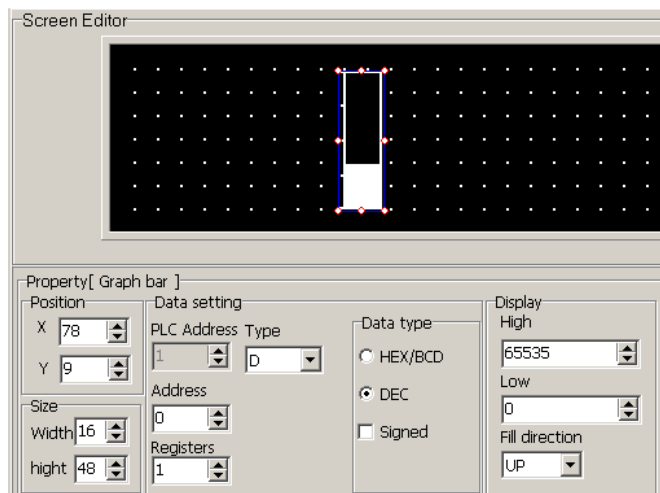 Screen Editor
Property[ Graph bar ]
Position
X 78
Y 9
Size
Width 16
hight 48
Data setting
PLC Address Type
1 D
Address
0
Registers
1
Data type
HEX/BCD
DEC
Signed
Display
High
65535
Low
0
Fill direction
UP